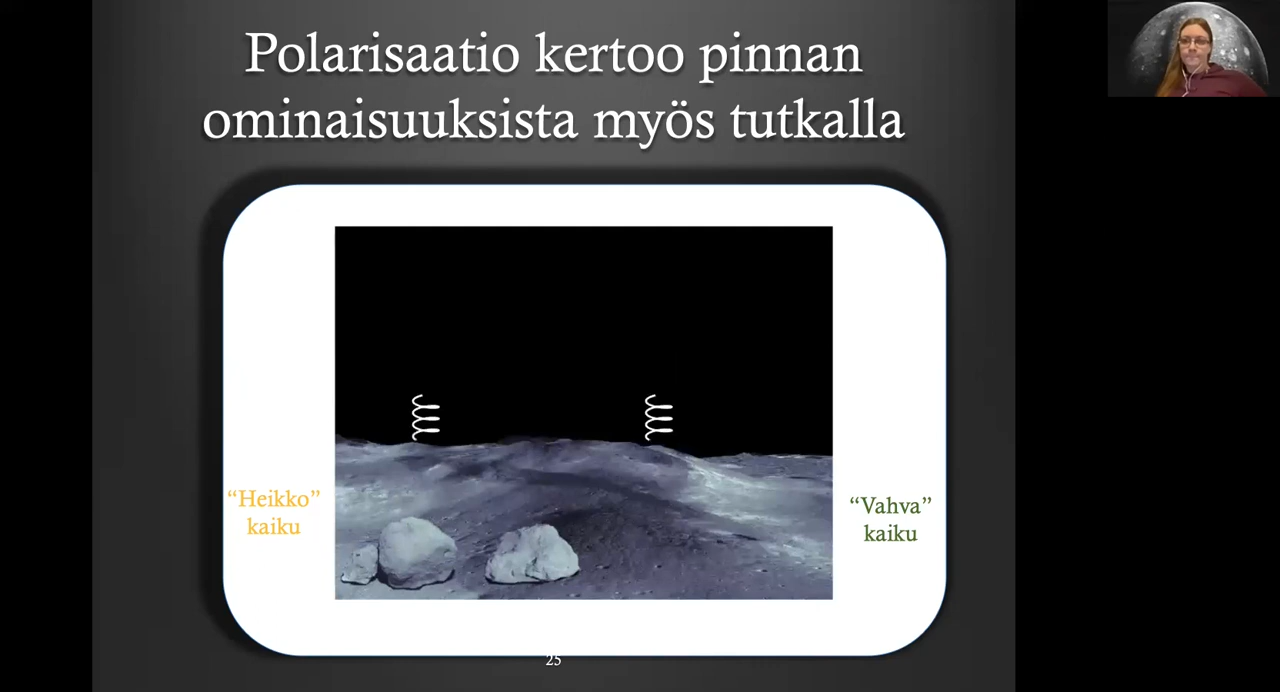 Polarisaatio kertoo pinnan
ominaisuuksista myös tutkalla
“Heikko”
kaiku
“Vahva”
kaiku
25